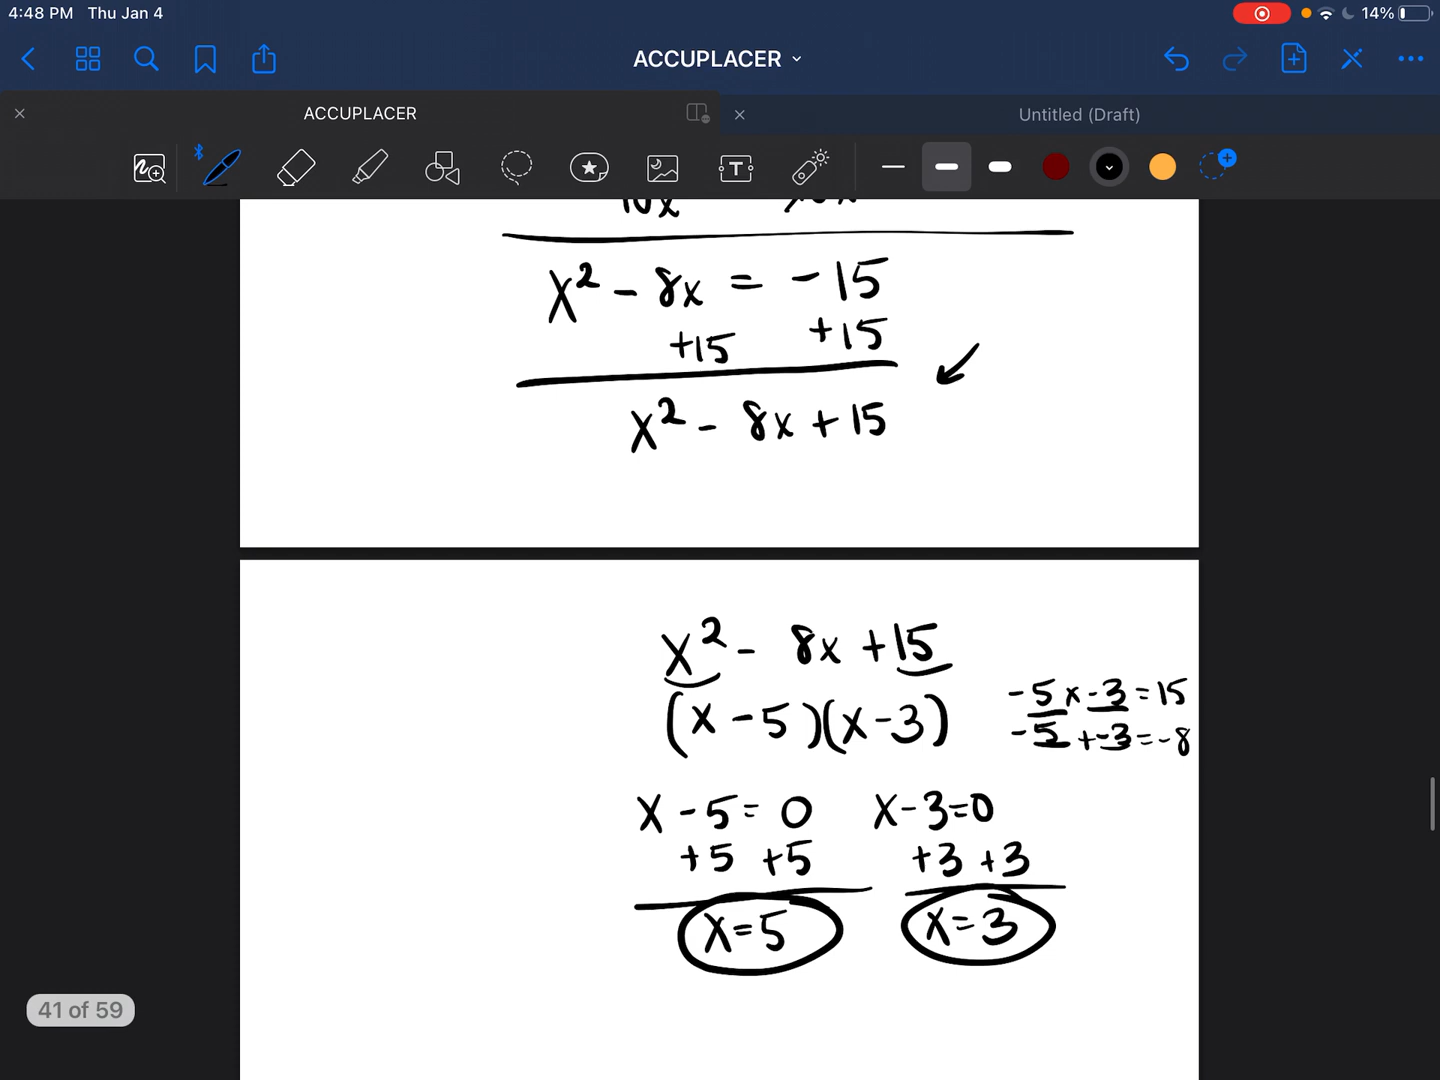 4:48 PM Thu Jan 4
14%
ACCUPLACER
ACCUPLACER
Untitled (Draft)
T
x² - 8x = -15
+15 +15
x² - 8x + 15
x² - 8x + 15
(x - 5)(x - 3)
-5 x -3 = 15
-5 + -3 = -8
x - 5 = 0 x - 3 = 0
+5 +5 +3 +3
x = 5 x = 3
41 of 59